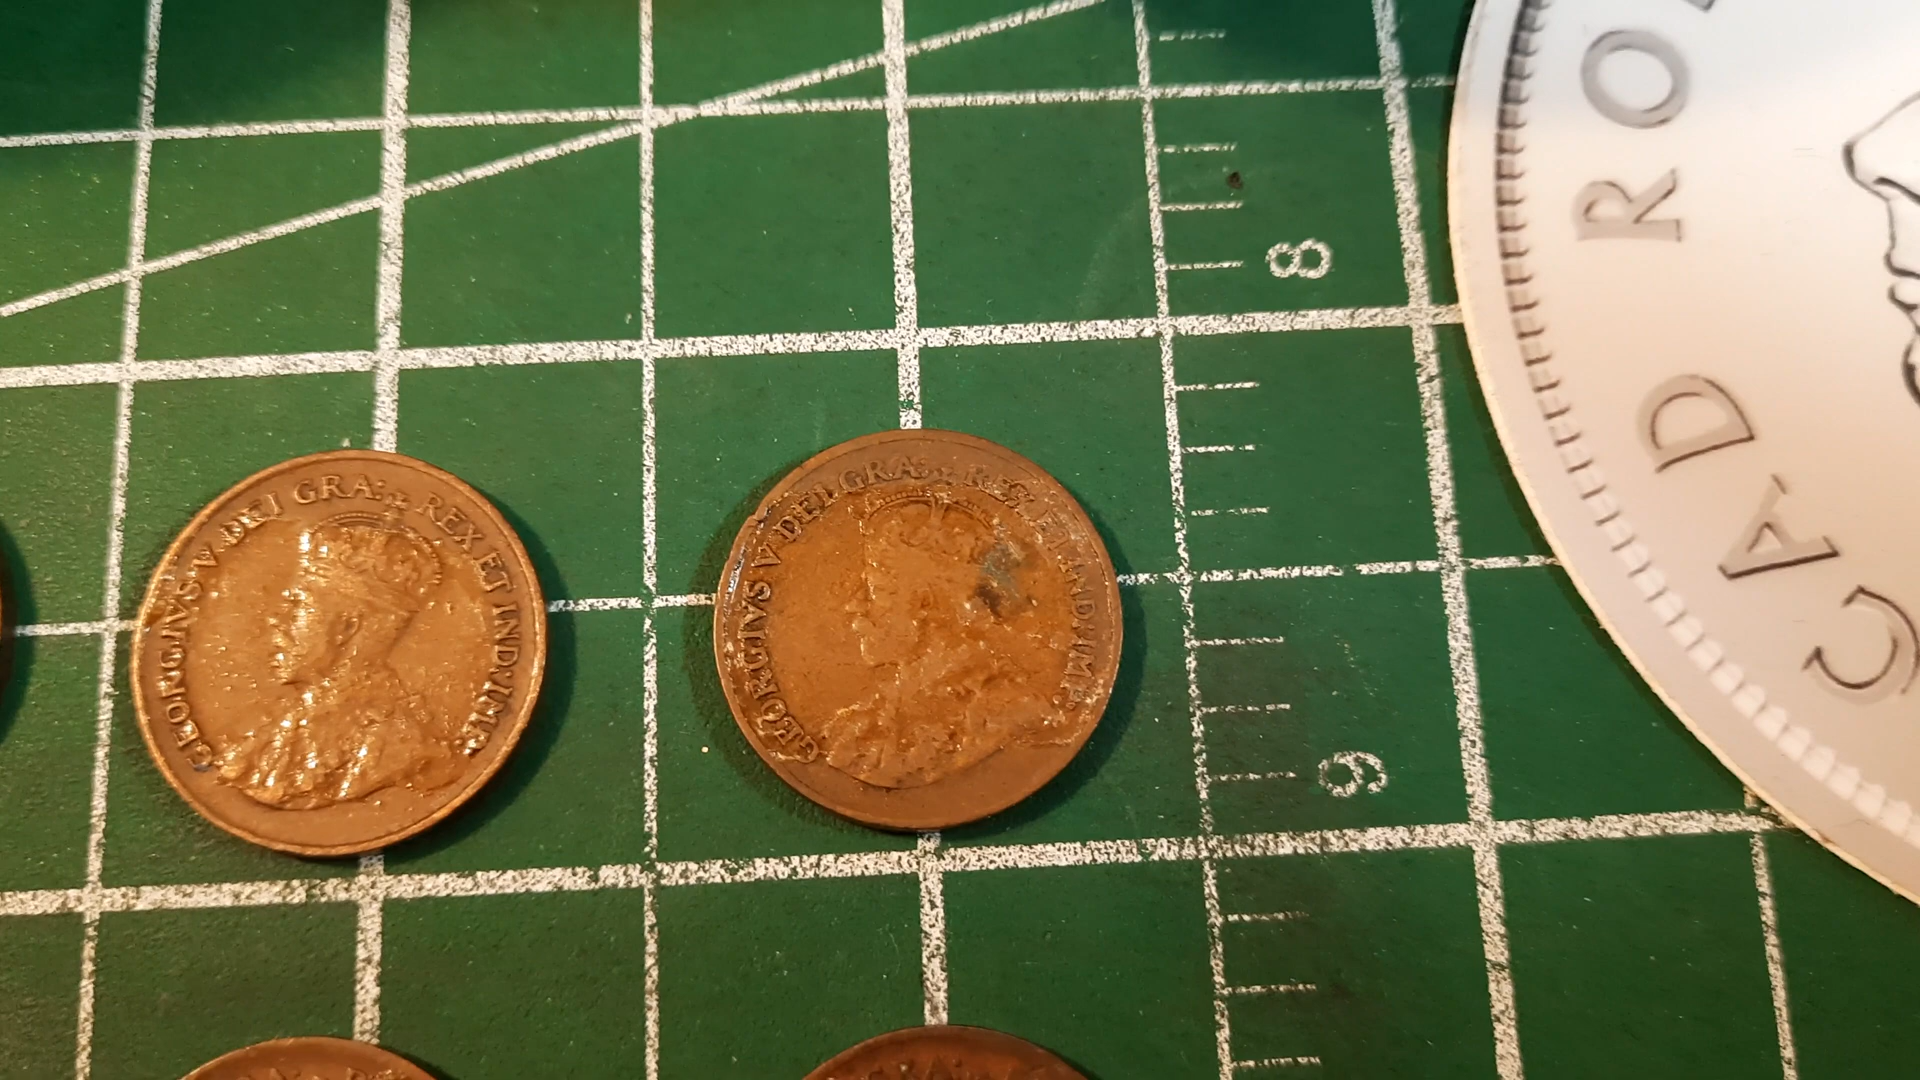 GEORGIVS V DEI GRA: REX ET IND: IMP:
GEORGIVS V DEI GRA: REX ET IND: IMP:
8
9
CAD RO